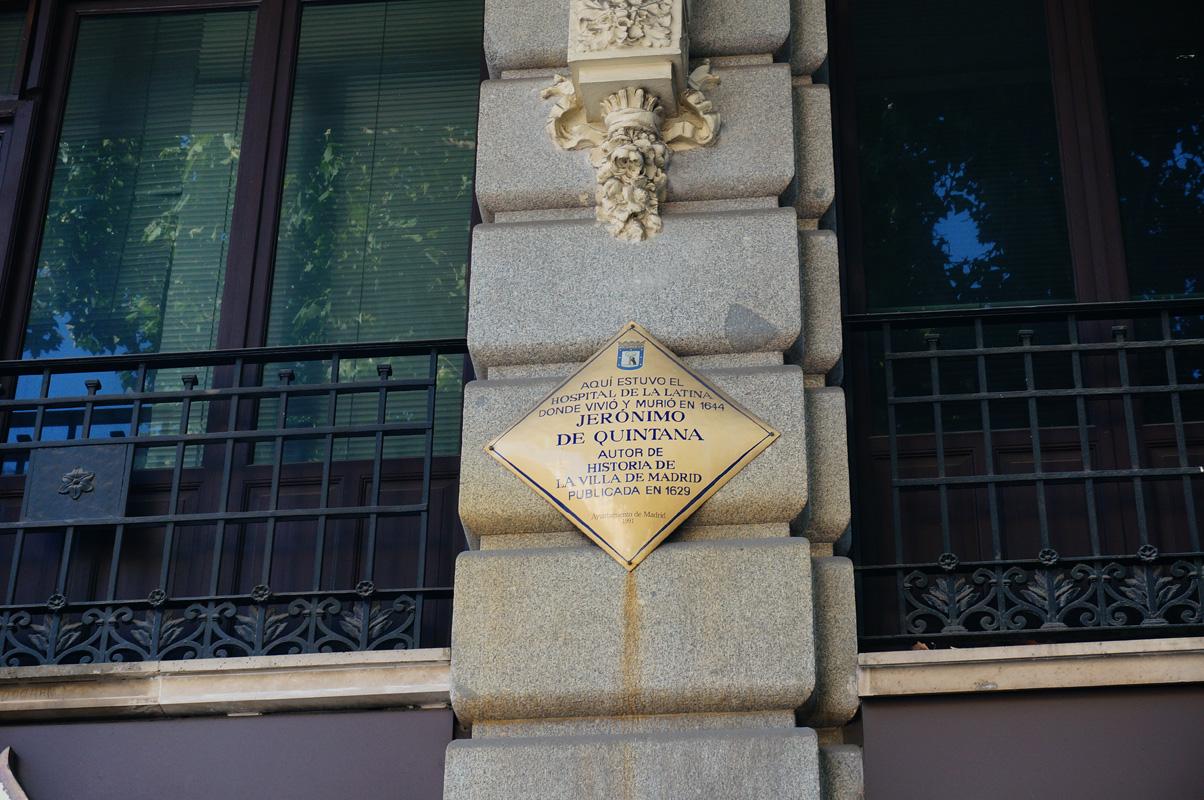 AQUÍ ESTUVO EL
HOSPITAL DE LA LATINA
DONDE VIVIÓ Y MURIÓ EN 1644
JERÓNIMO
DE QUINTANA
AUTOR DE
HISTORIA DE
LA VILLA DE MADRID
PUBLICADA EN 1629
Ayuntamiento de Madrid
1991